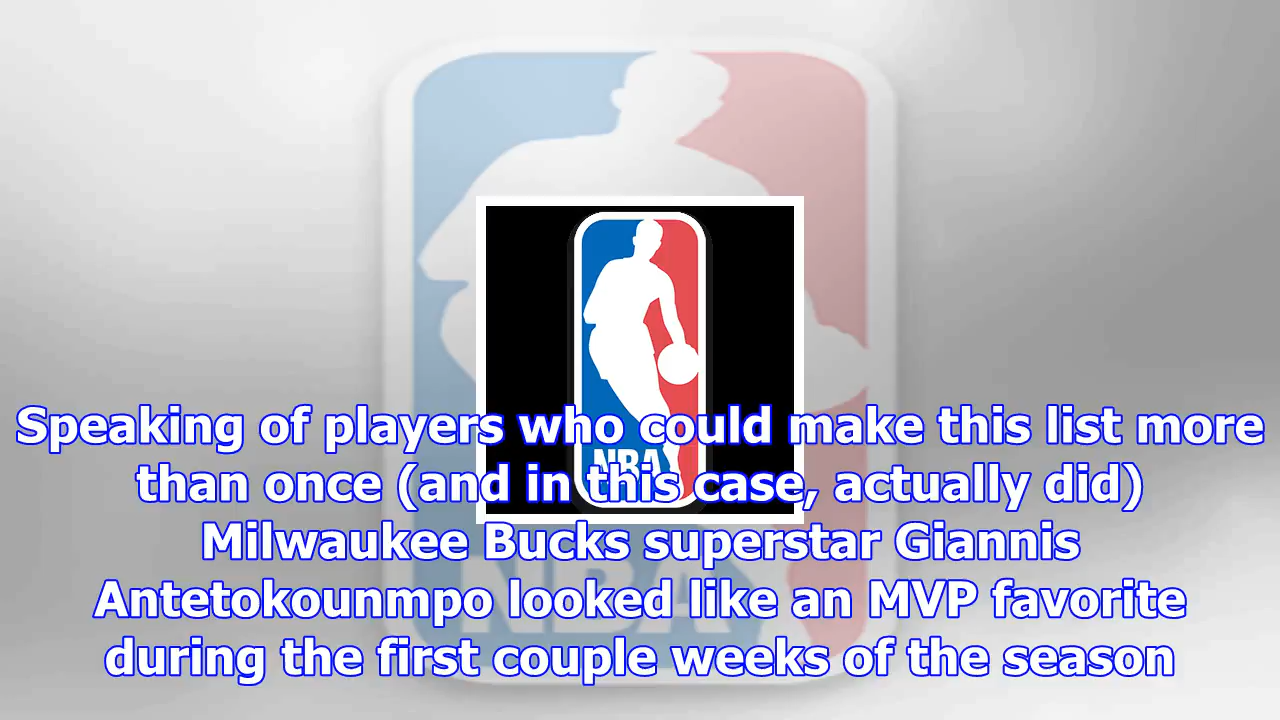 Speaking of players who could make this list more
than once (and in this case, actually did)
Milwaukee Bucks superstar Giannis
Antetokounmpo looked like an MVP favorite
during the first couple weeks of the season
NBA
NBA